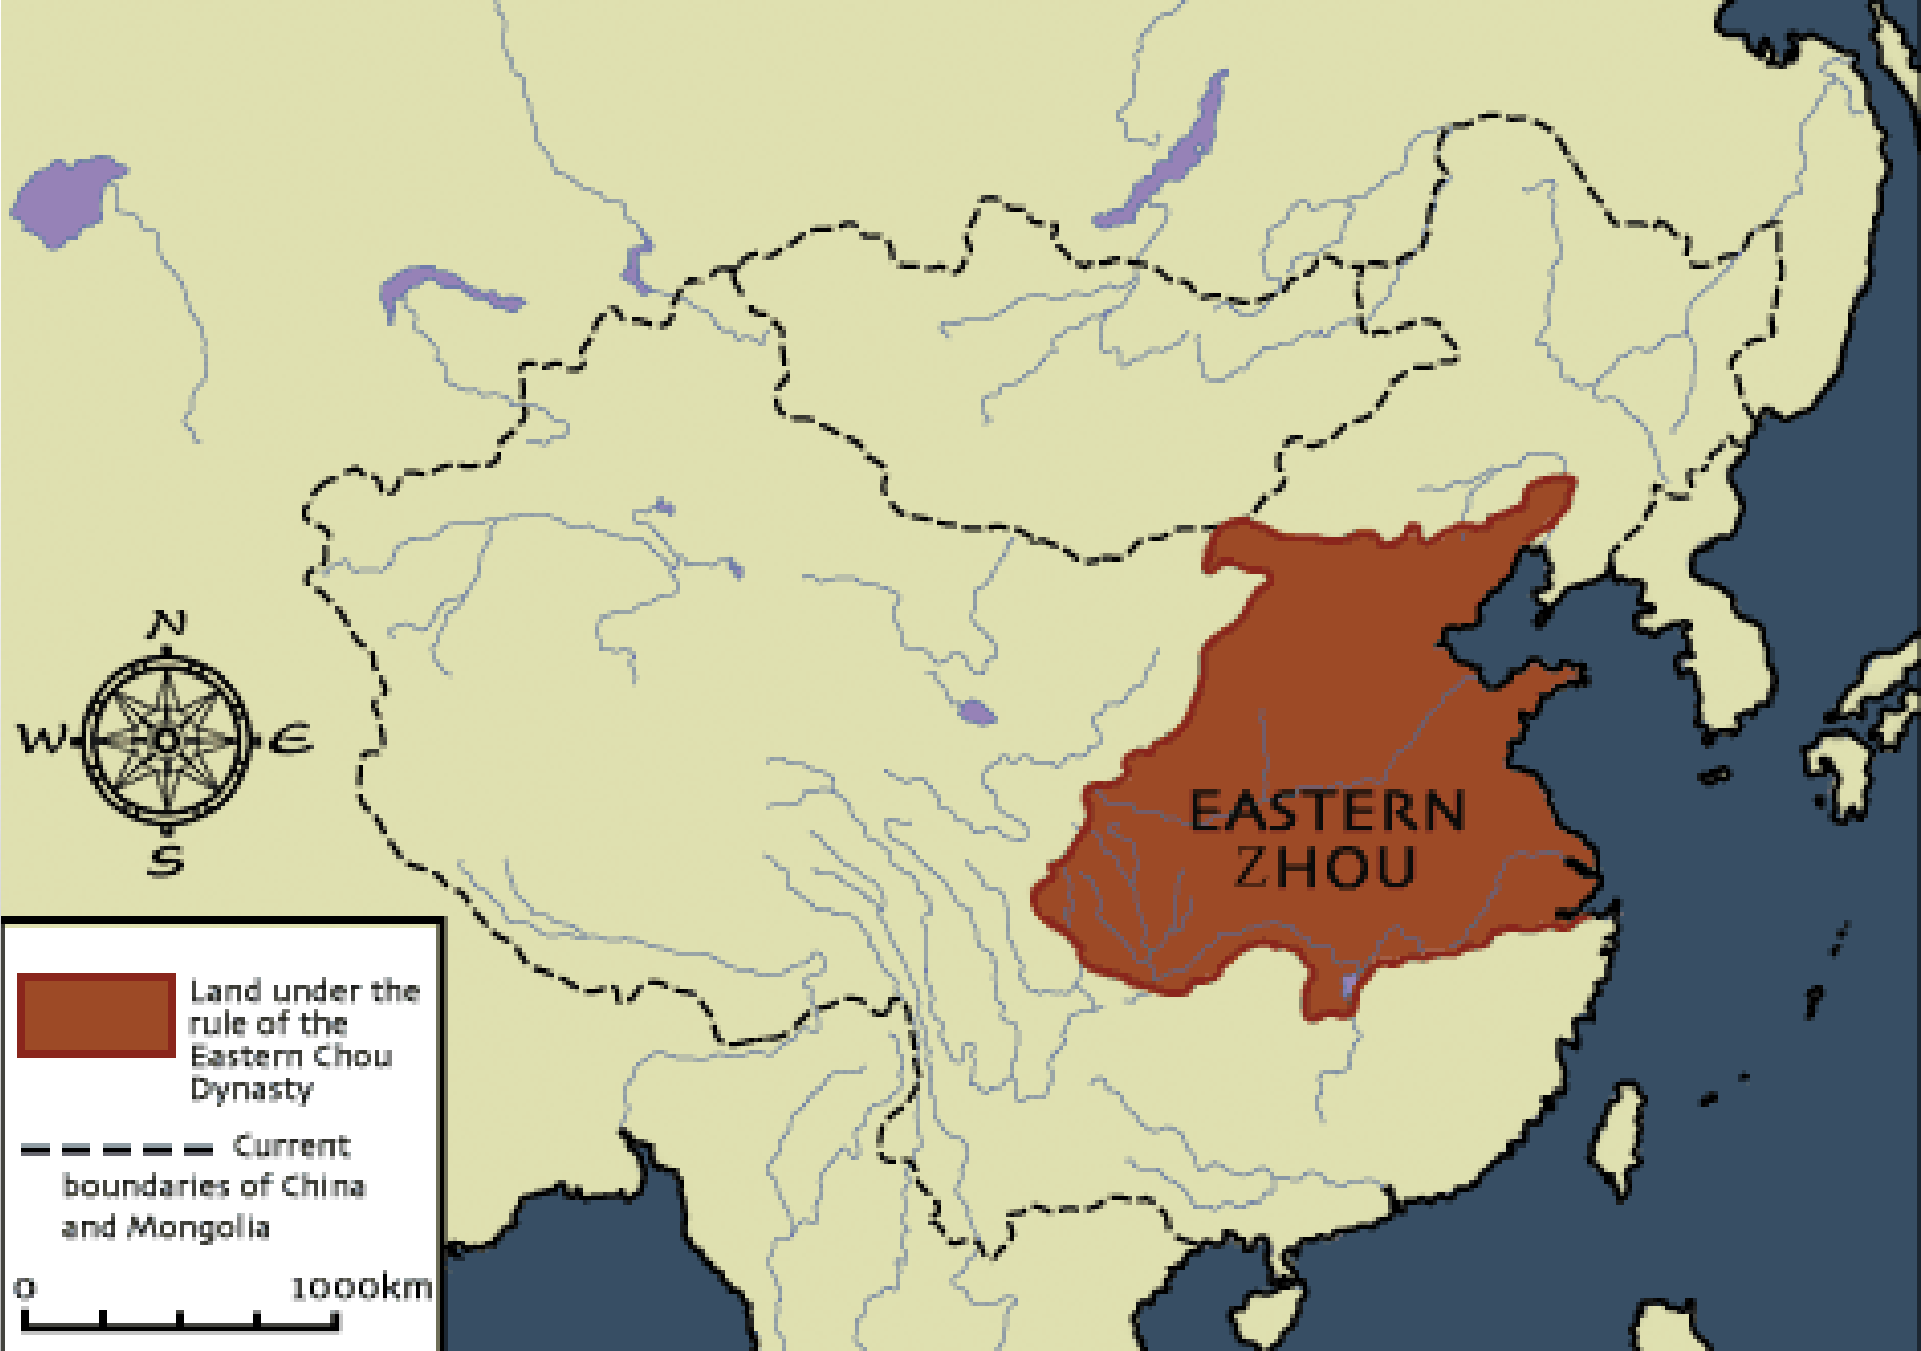 N
W E
S
EASTERN
ZHOU
Land under the
rule of the
Eastern Chou
Dynasty
Current
boundaries of China
and Mongolia
0 1000km